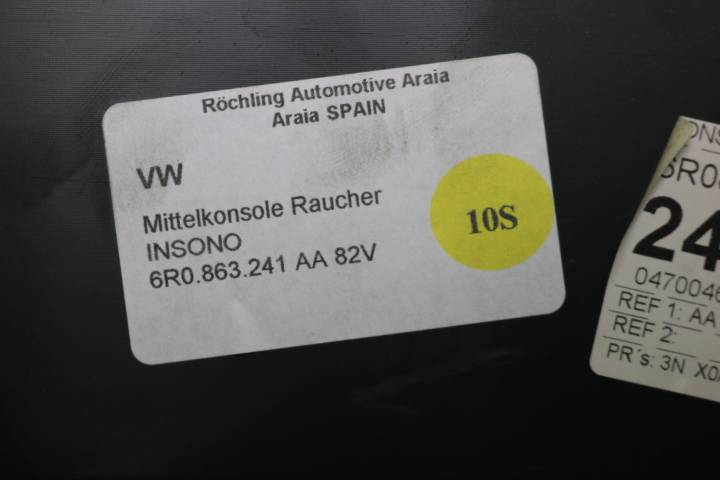 Röchling Automotive Araia
Araia SPAIN
VW
Mittelkonsole Raucher
INSONO
6R0.863.241 AA 82V
10S
24
047004
REF 1: AA
REF 2:
PR´s: 3N X0